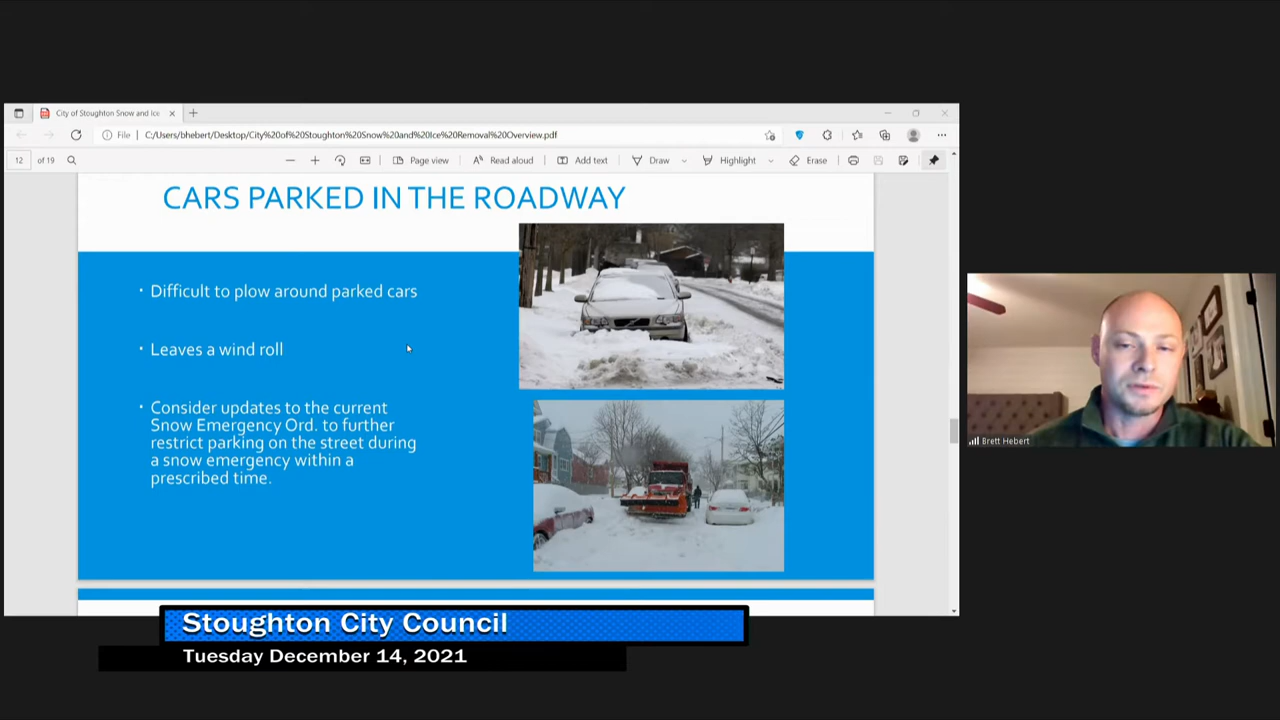 City of Stoughton Snow and Ice
File
C:/Users/bhebert/Desktop/City%20of%20Stoughton%20Snow%20and%20Ice%20Removal%20Overview.pdf
12 of 19
Page view
Read aloud
Add text
Draw
Highlight
Erase
CARS PARKED IN THE ROADWAY
• Difficult to plow around parked cars
• Leaves a wind roll
• Consider updates to the current
Snow Emergency Ord. to further
restrict parking on the street during
a snow emergency within a
prescribed time.
Brett Hebert
Stoughton City Council
Tuesday December 14, 2021